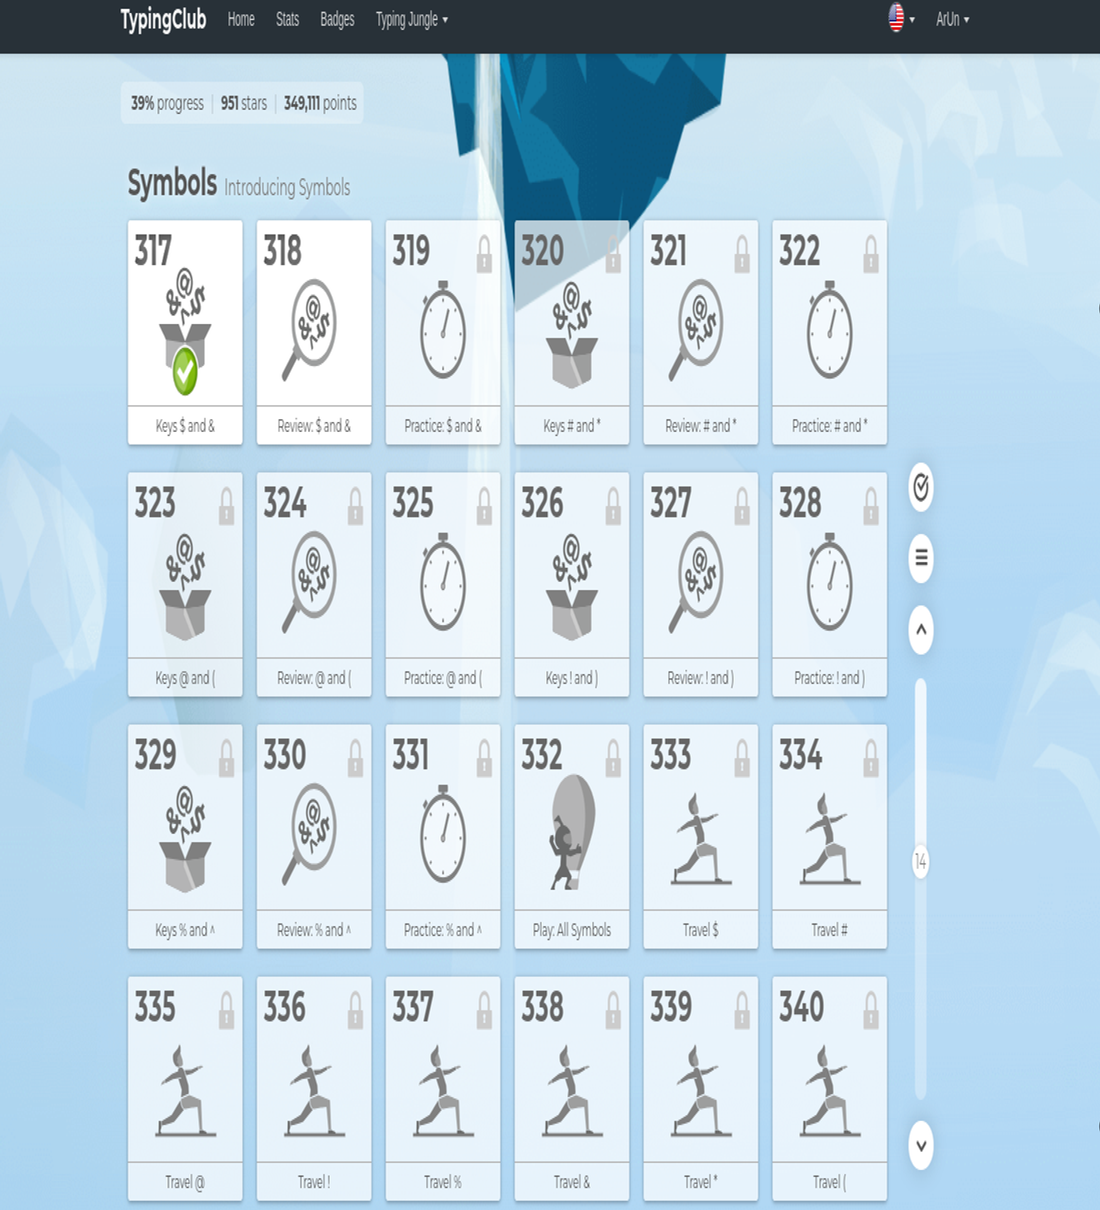 TypingClub Home Stats Badges Typing Jungle ArUn
39% progress 951 stars 349,111 points
Symbols Introducing Symbols
317 318 319 320 321 322
Keys $ and & Review: $ and & Practice: $ and & Keys # and * Review: # and * Practice: # and *
323 324 325 326 327 328
Keys @ and ( Review: @ and ( Practice: @ and ( Keys ! and ) Review: ! and ) Practice: ! and )
329 330 331 332 333 334
14
Keys % and ^ Review: % and ^ Practice: % and ^ Play: All Symbols Travel $ Travel #
335 336 337 338 339 340
Travel @ Travel ! Travel % Travel & Travel * Travel (